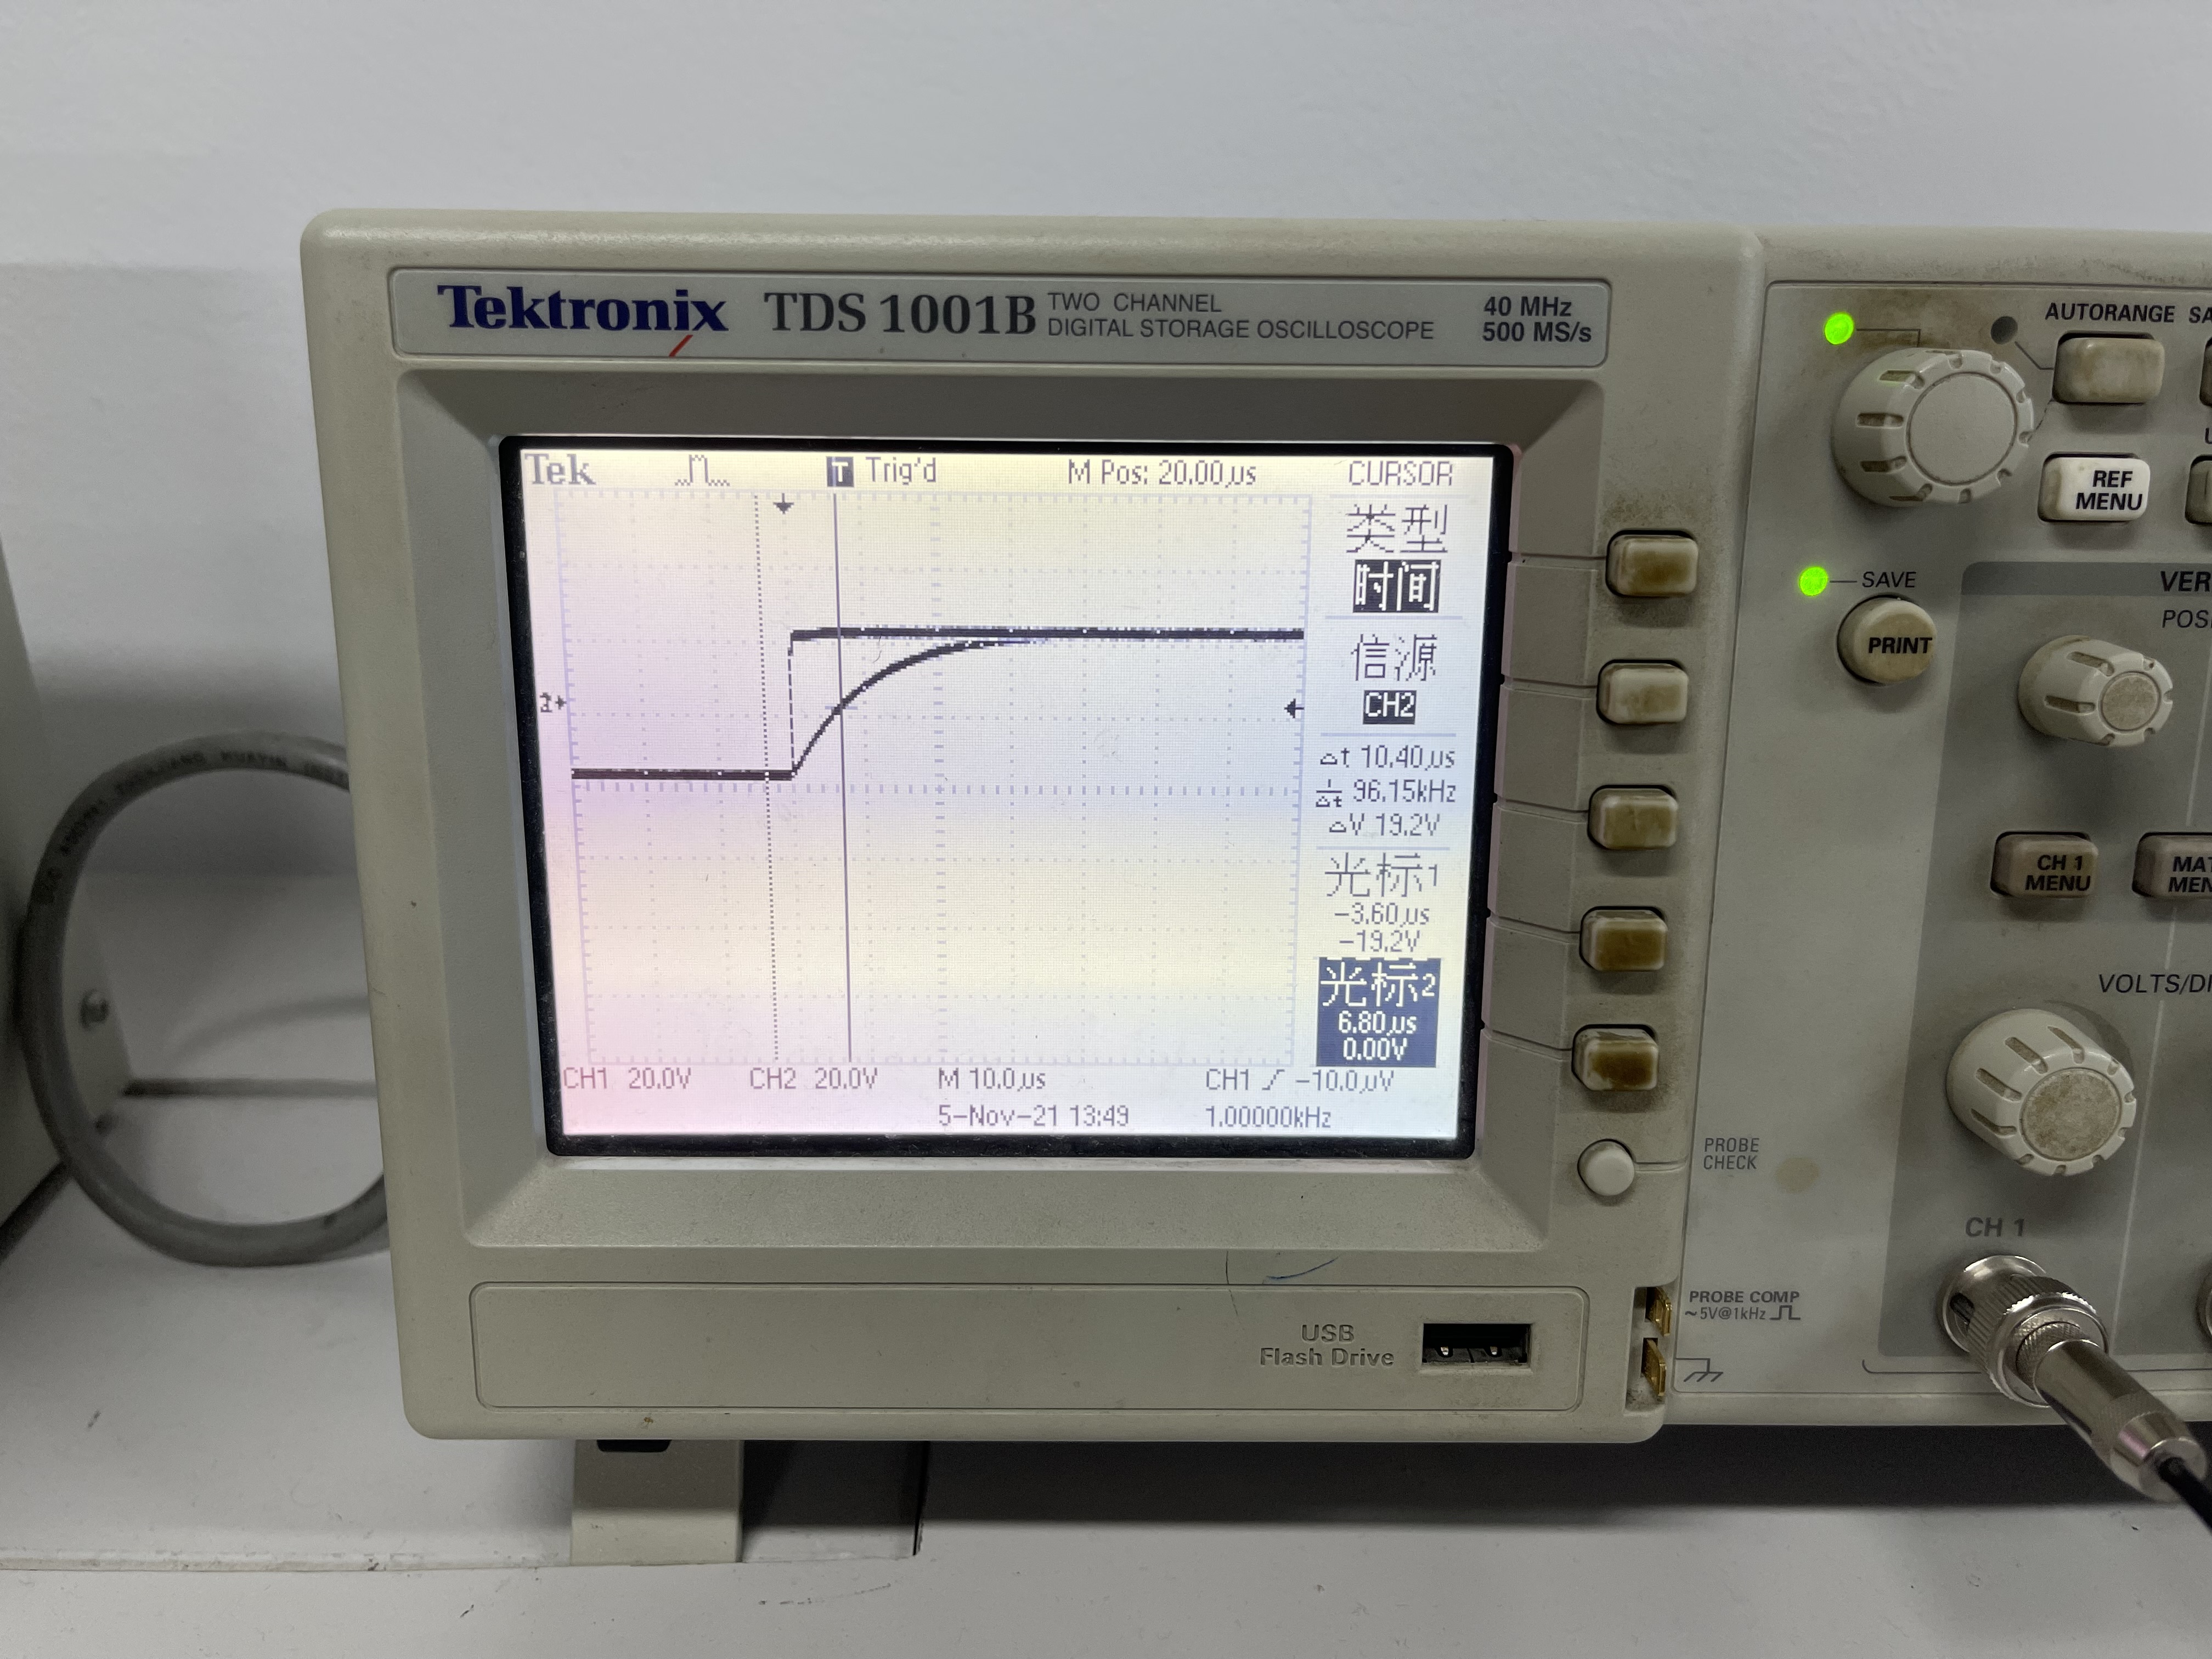 Tektronix TDS 1001B TWO CHANNEL DIGITAL STORAGE OSCILLOSCOPE 40 MHz 500 MS/s
Tek T Trig'd M Pos: 20.00µs CURSOR
类型
时间
信源
CH2
Δt 10.40µs
1/Δt 96.15kHz
ΔV 19.2V
光标1
-3.60µs
-19.2V
光标2
6.80µs
0.00V
2
CH1 20.0V CH2 20.0V M 10.0µs CH1 -10.0µV
5-Nov-21 13:49 1.00000kHz
USB
Flash Drive
AUTORANGE
REF
MENU
SAVE
PRINT
CH 1
MENU
PROBE
CHECK
CH 1
PROBE COMP
~5V@1kHz